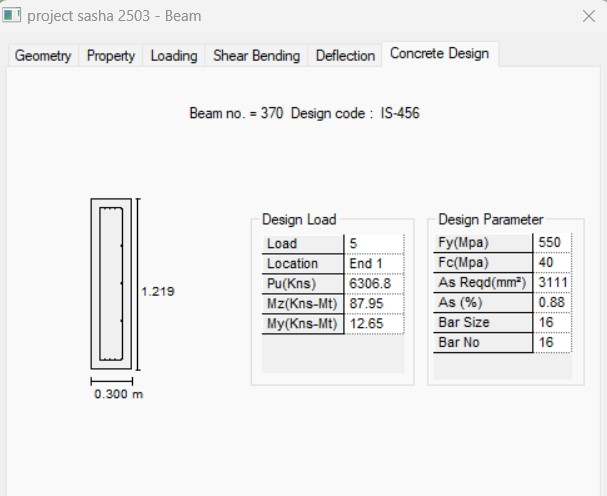 project sasha 2503 - Beam
Geometry Property Loading Shear Bending Deflection Concrete Design
Beam no. = 370 Design code : IS-456
1.219
0.300 m
Design Load
Load 5
Location End 1
Pu(Kns) 6306.8
Mz(Kns-Mt) 87.95
My(Kns-Mt) 12.65
Design Parameter
Fy(Mpa) 550
Fc(Mpa) 40
As Reqd(mm²) 3111
As (%) 0.88
Bar Size 16
Bar No 16